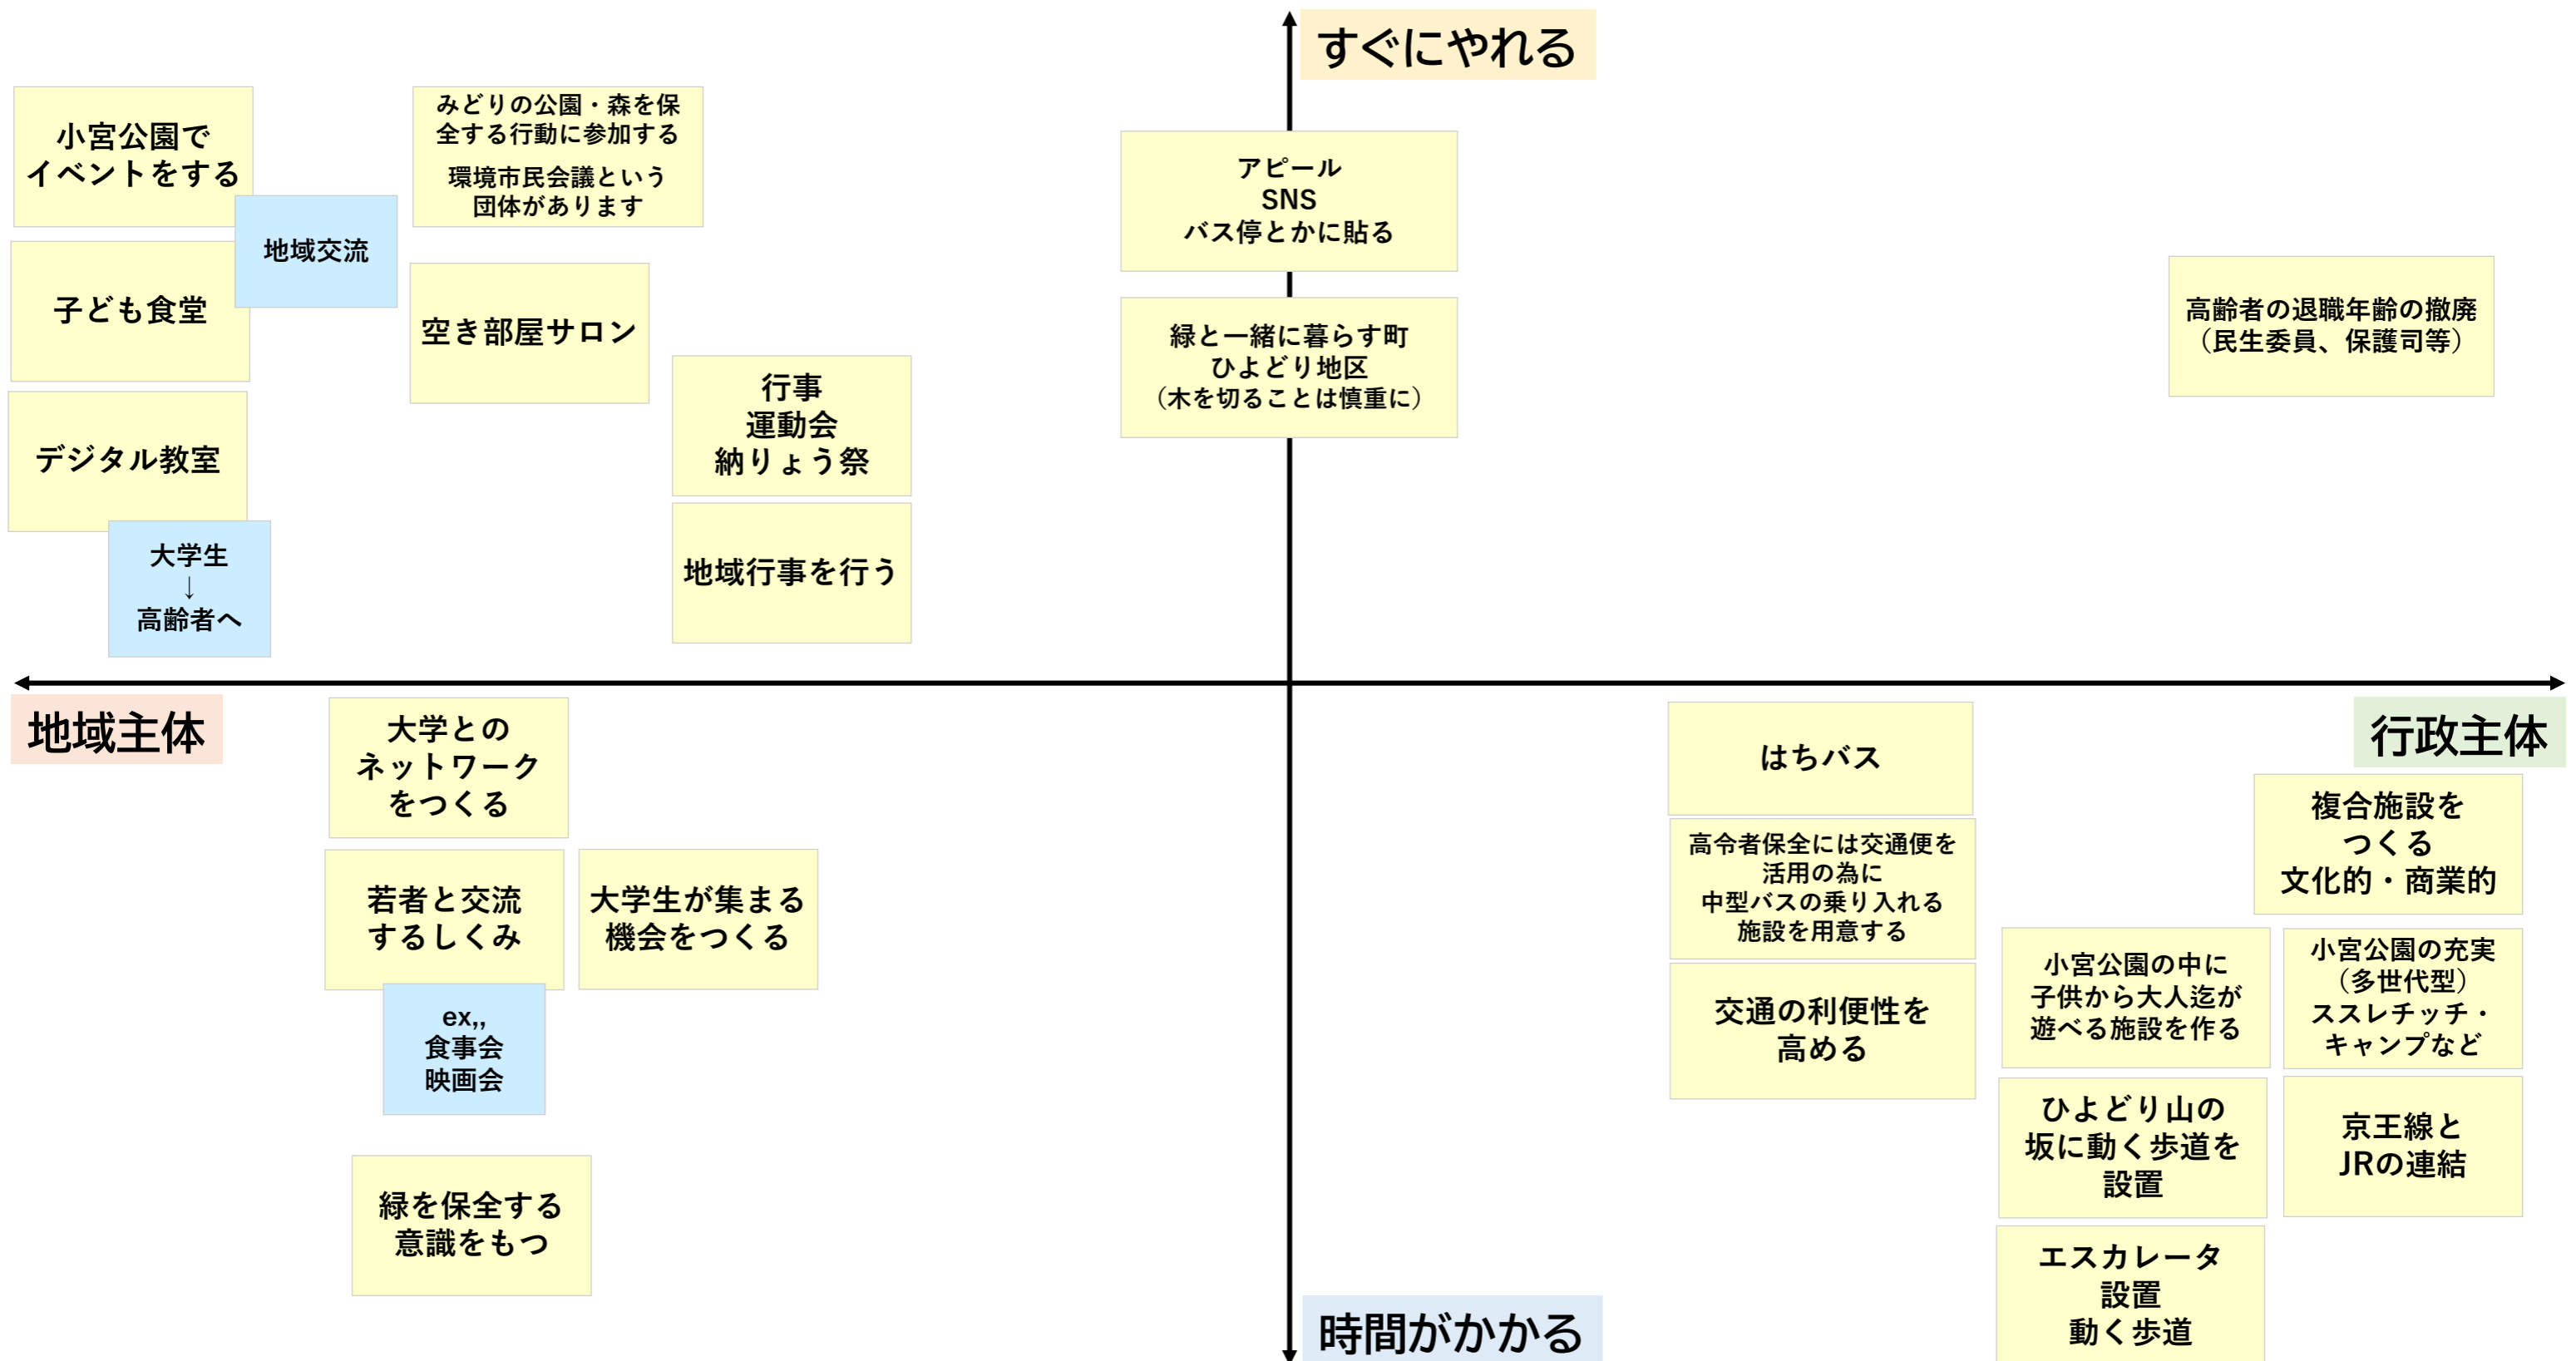 すぐにやれる
小宮公園で
イベントをする
みどりの公園・森を保
全する行動に参加する
環境市民会議という
団体があります
地域交流
アピール
SNS
バス停とかに貼る
子ども食堂
空き部屋サロン
緑と一緒に暮らす町
ひよどり地区
（木を切ることは慎重に）
高齢者の退職年齢の撤廃
（民生委員、保護司等）
デジタル教室
行事
運動会
納りょう祭
大学生
↓
高齢者へ
地域行事を行う
地域主体
行政主体
大学との
ネットワーク
をつくる
若者と交流
するしくみ
大学生が集まる
機会をつくる
ex,,
食事会
映画会
緑を保全する
意識をもつ
はちバス
高令者保全には交通便を
活用の為に
中型バスの乗り入れる
施設を用意する
交通の利便性を
高める
複合施設を
つくる
文化的・商業的
小宮公園の中に
子供から大人迄が
遊べる施設を作る
小宮公園の充実
（多世代型）
ススレチッチ・
キャンプなど
ひよどり山の
坂に動く歩道を
設置
京王線と
JRの連結
エスカレータ
設置
動く歩道
時間がかかる